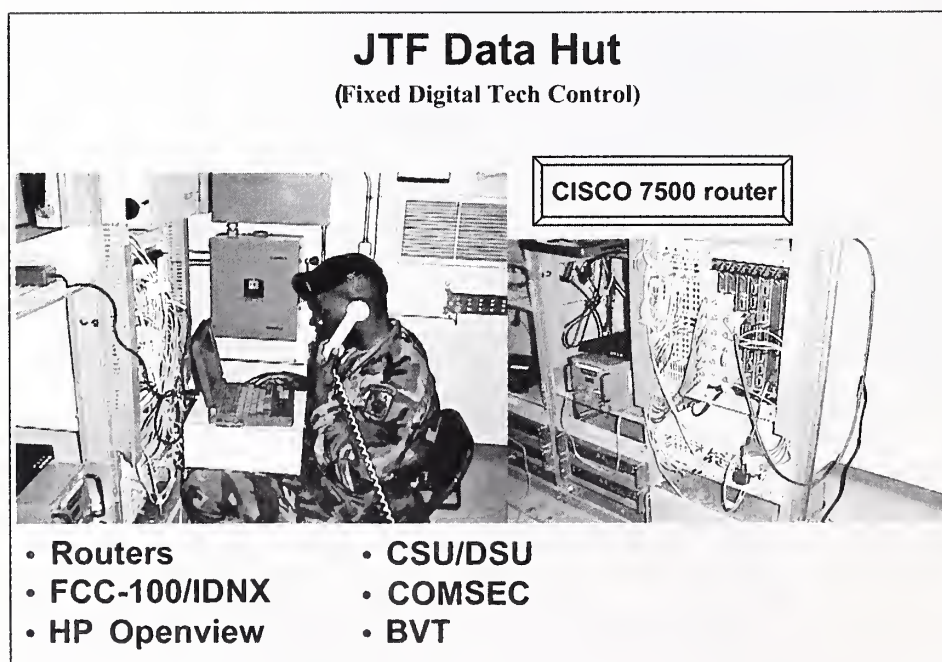 JTF Data Hut
(Fixed Digital Tech Control)
CISCO 7500 router
• Routers
• FCC-100/IDNX
• HP Openview
• CSU/DSU
• COMSEC
• BVT